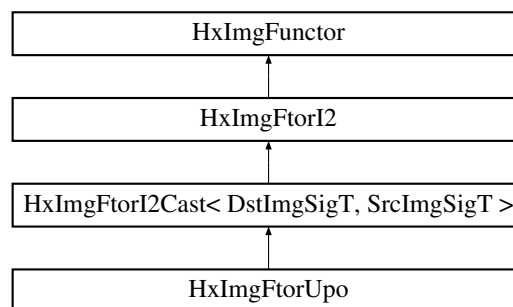 HxImgFunctor
HxImgFtorI2
HxImgFtorI2Cast< DstImgSigT, SrcImgSigT >
HxImgFtorUpo